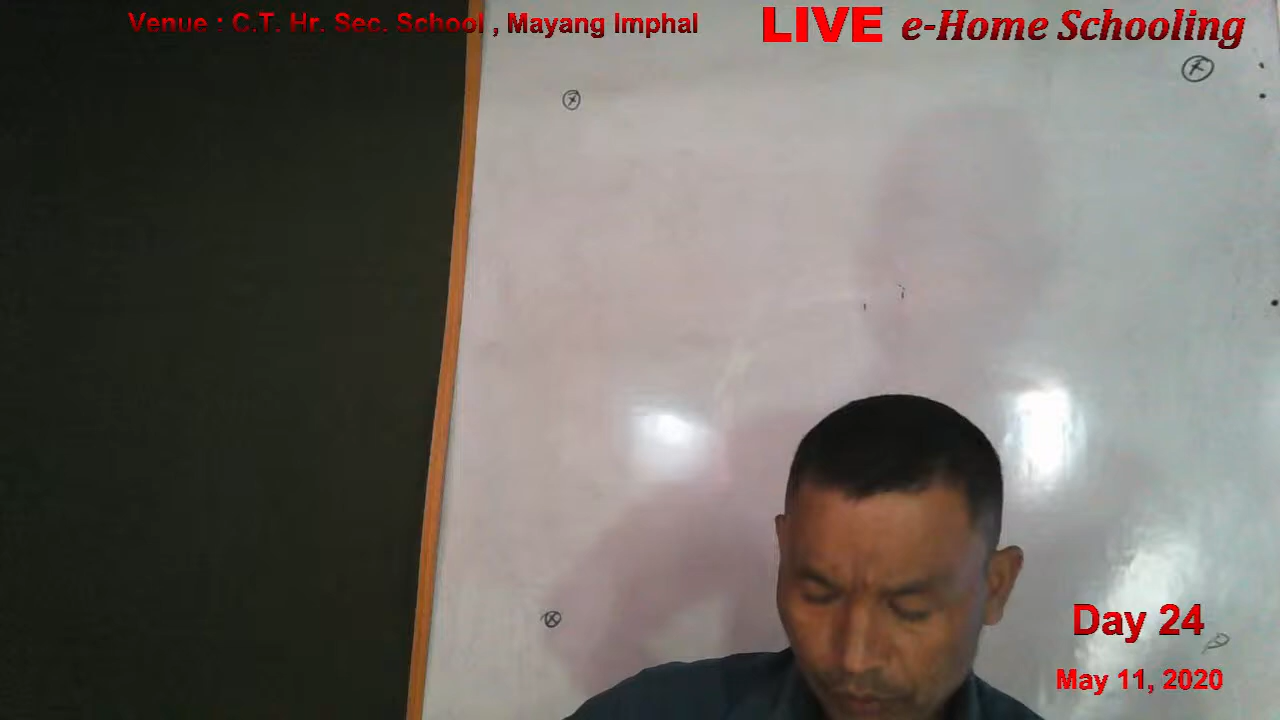 Venue : C.T. Hr. Sec. School , Mayang Imphal
LIVE e-Home Schooling
Day 24
May 11, 2020